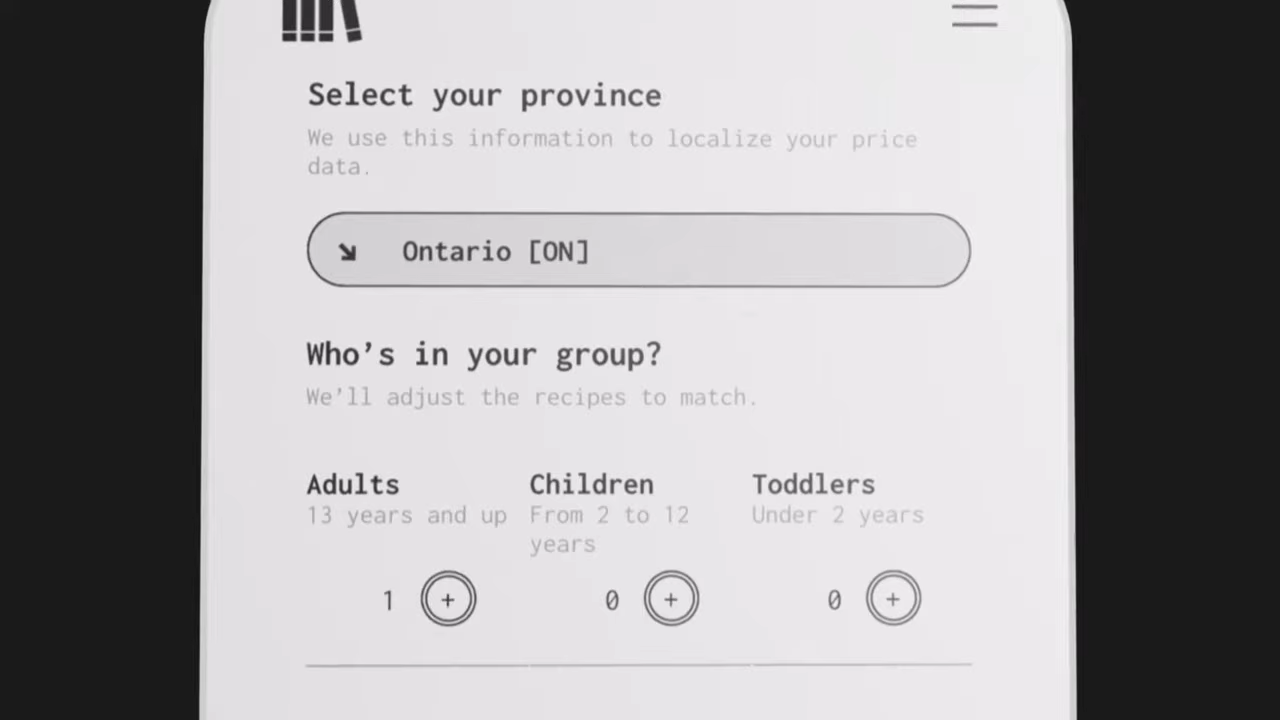 Select your province
We use this information to localize your price
data.
Ontario [ON]
Who's in your group?
We'll adjust the recipes to match.
Adults Children Toddlers
13 years and up From 2 to 12 Under 2 years
years
1 + 0 + 0 +